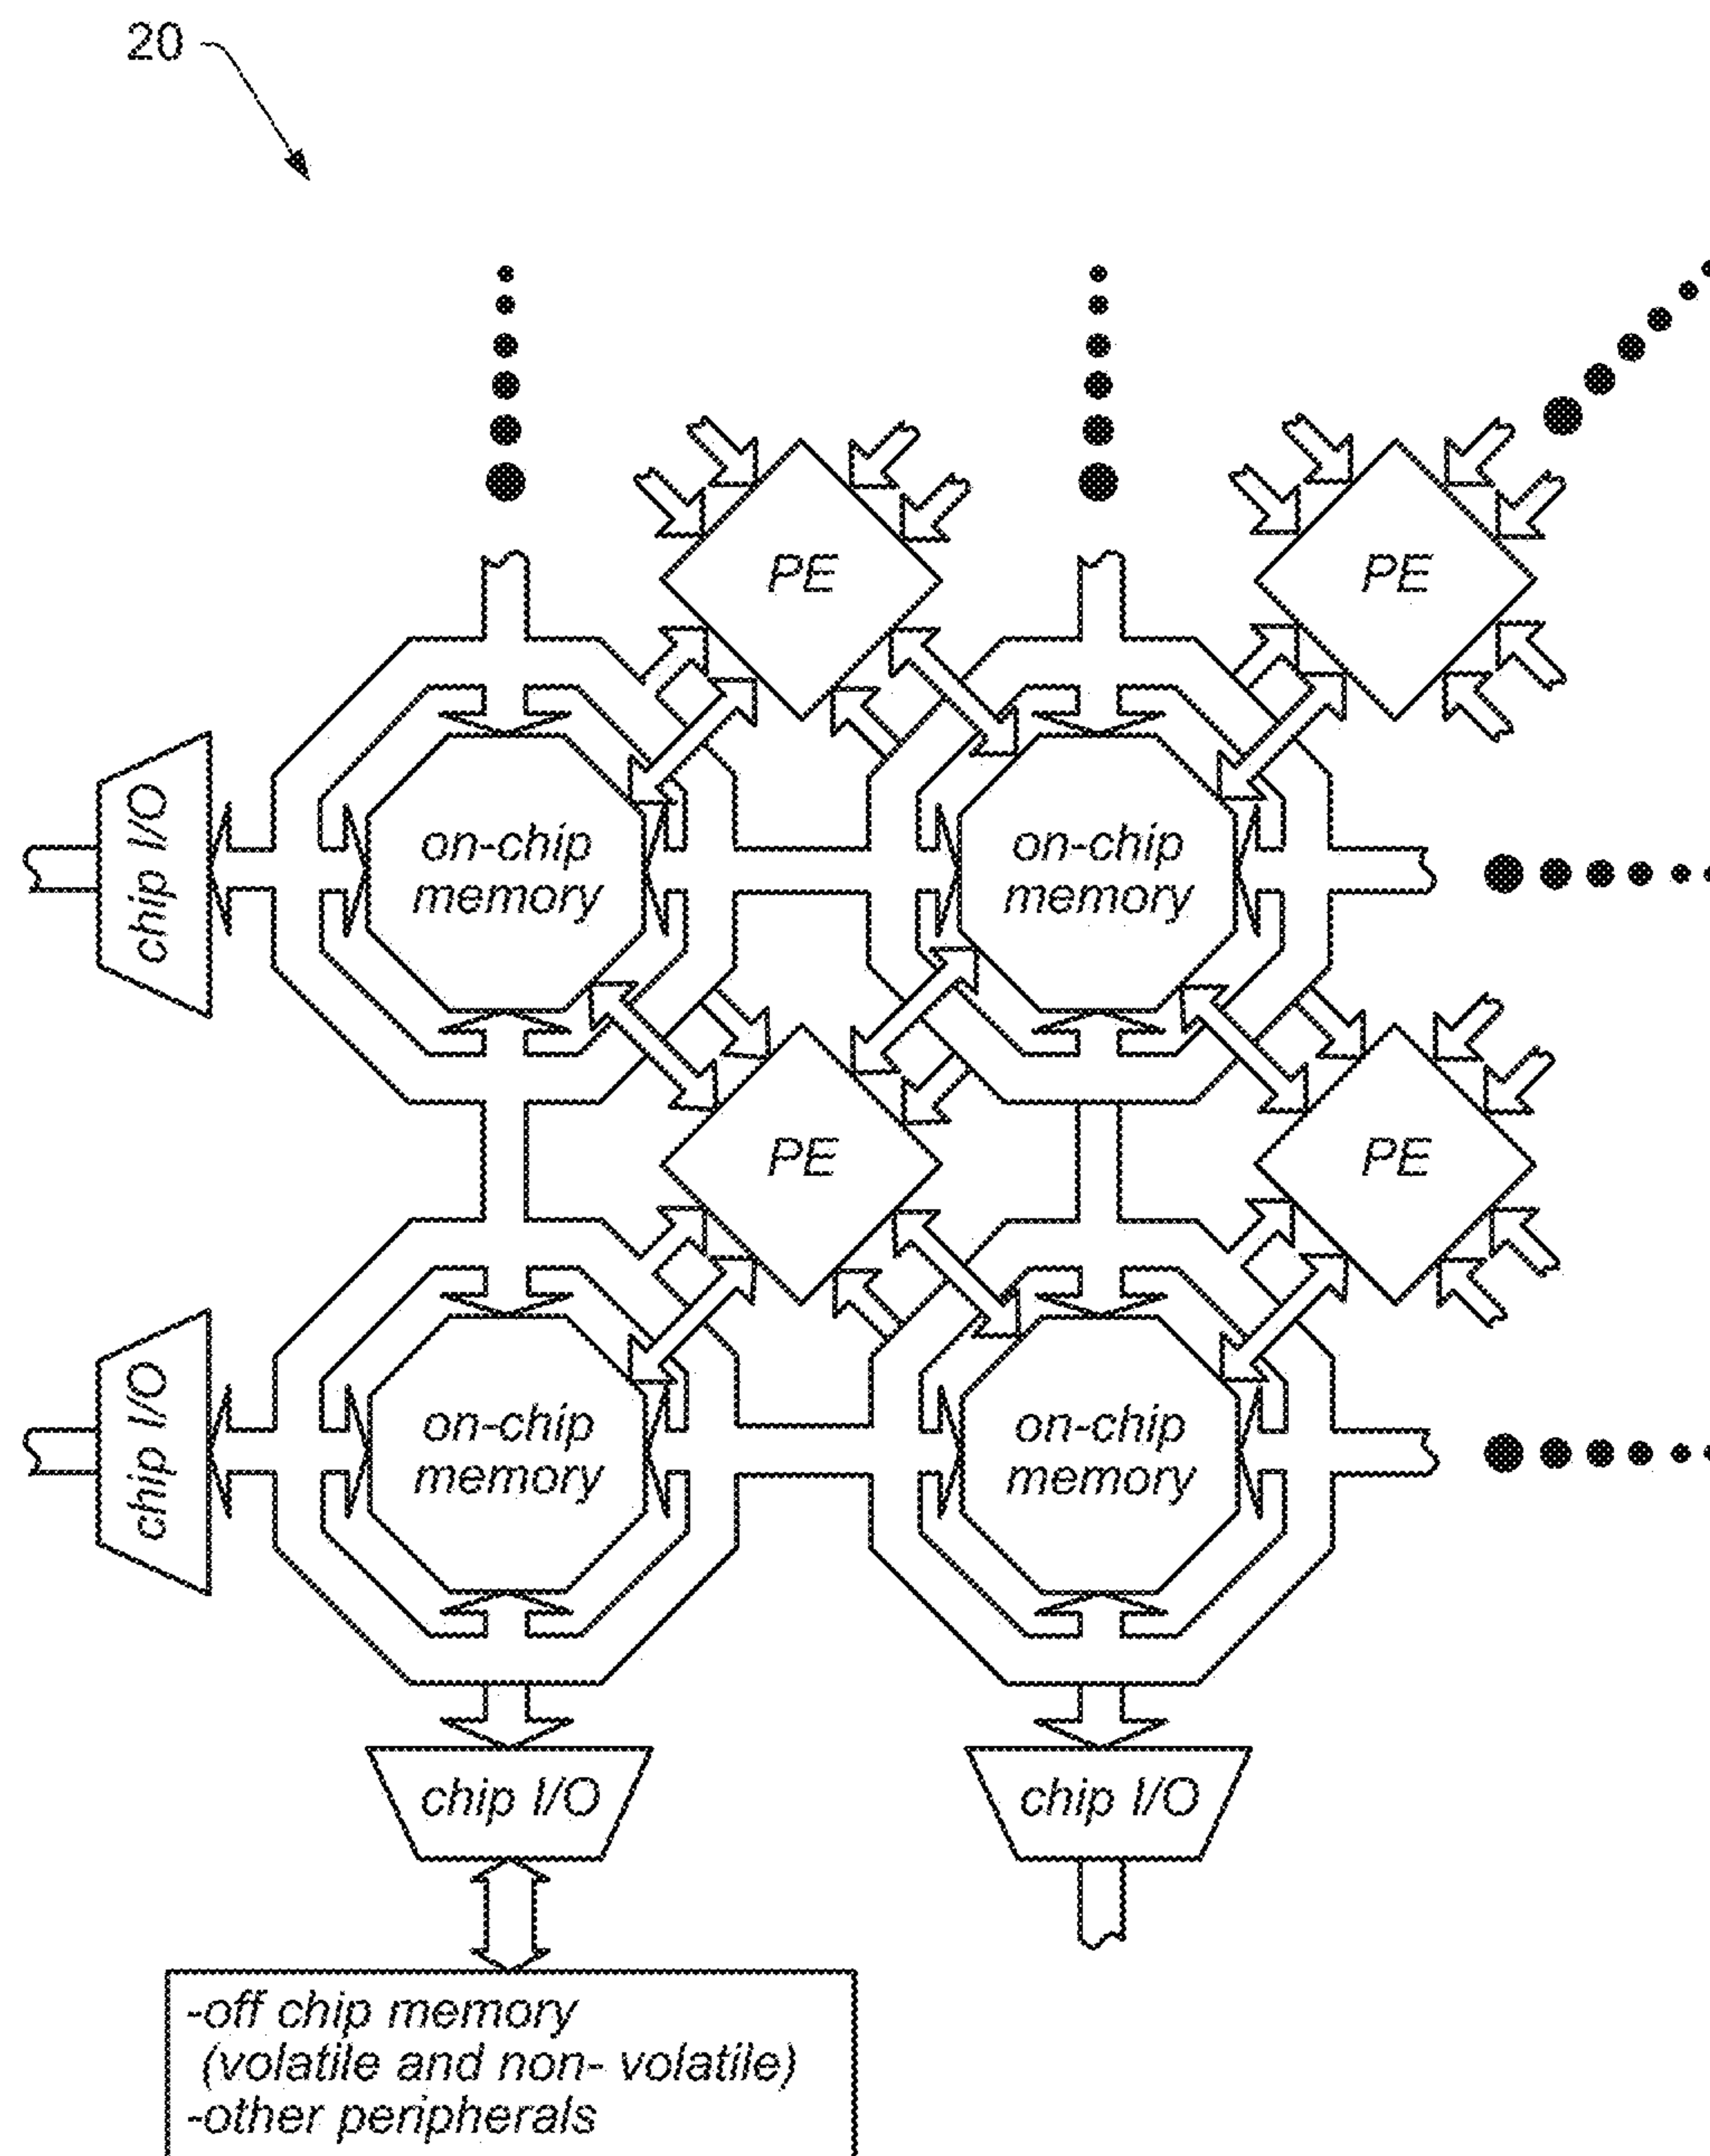 20
PE
PE
chip I/O
on-chip
memory
on-chip
memory
PE
PE
chip I/O
on-chip
memory
on-chip
memory
chip I/O
chip I/O
-off chip memory
(volatile and non- volatile)
-other peripherals